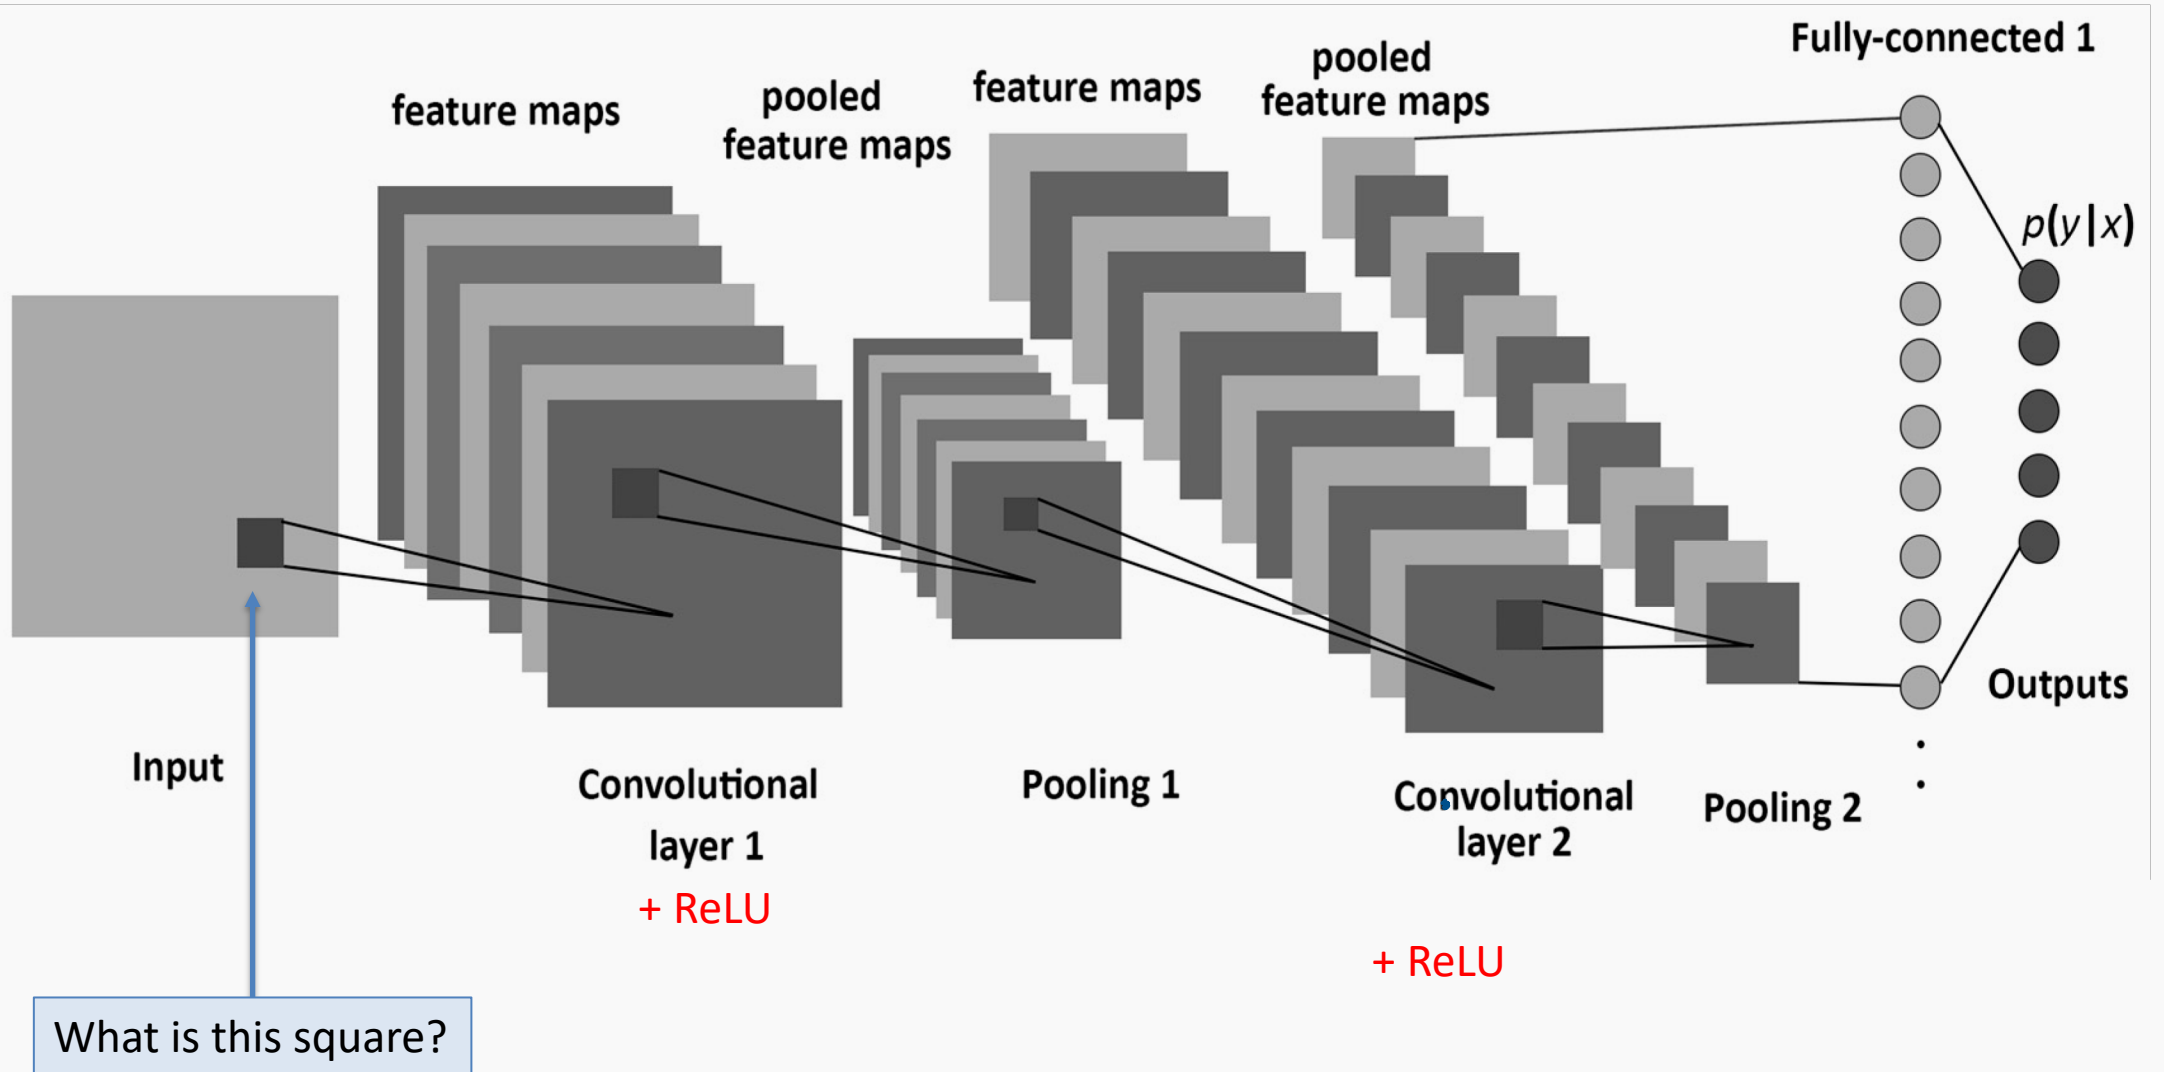 Fully-connected 1
pooled
feature maps
feature maps
pooled
feature maps
feature maps
p(y|x)
Outputs
Input
Convolutional
layer 1
+ ReLU
Pooling 1
Convolutional
layer 2
+ ReLU
Pooling 2
What is this square?